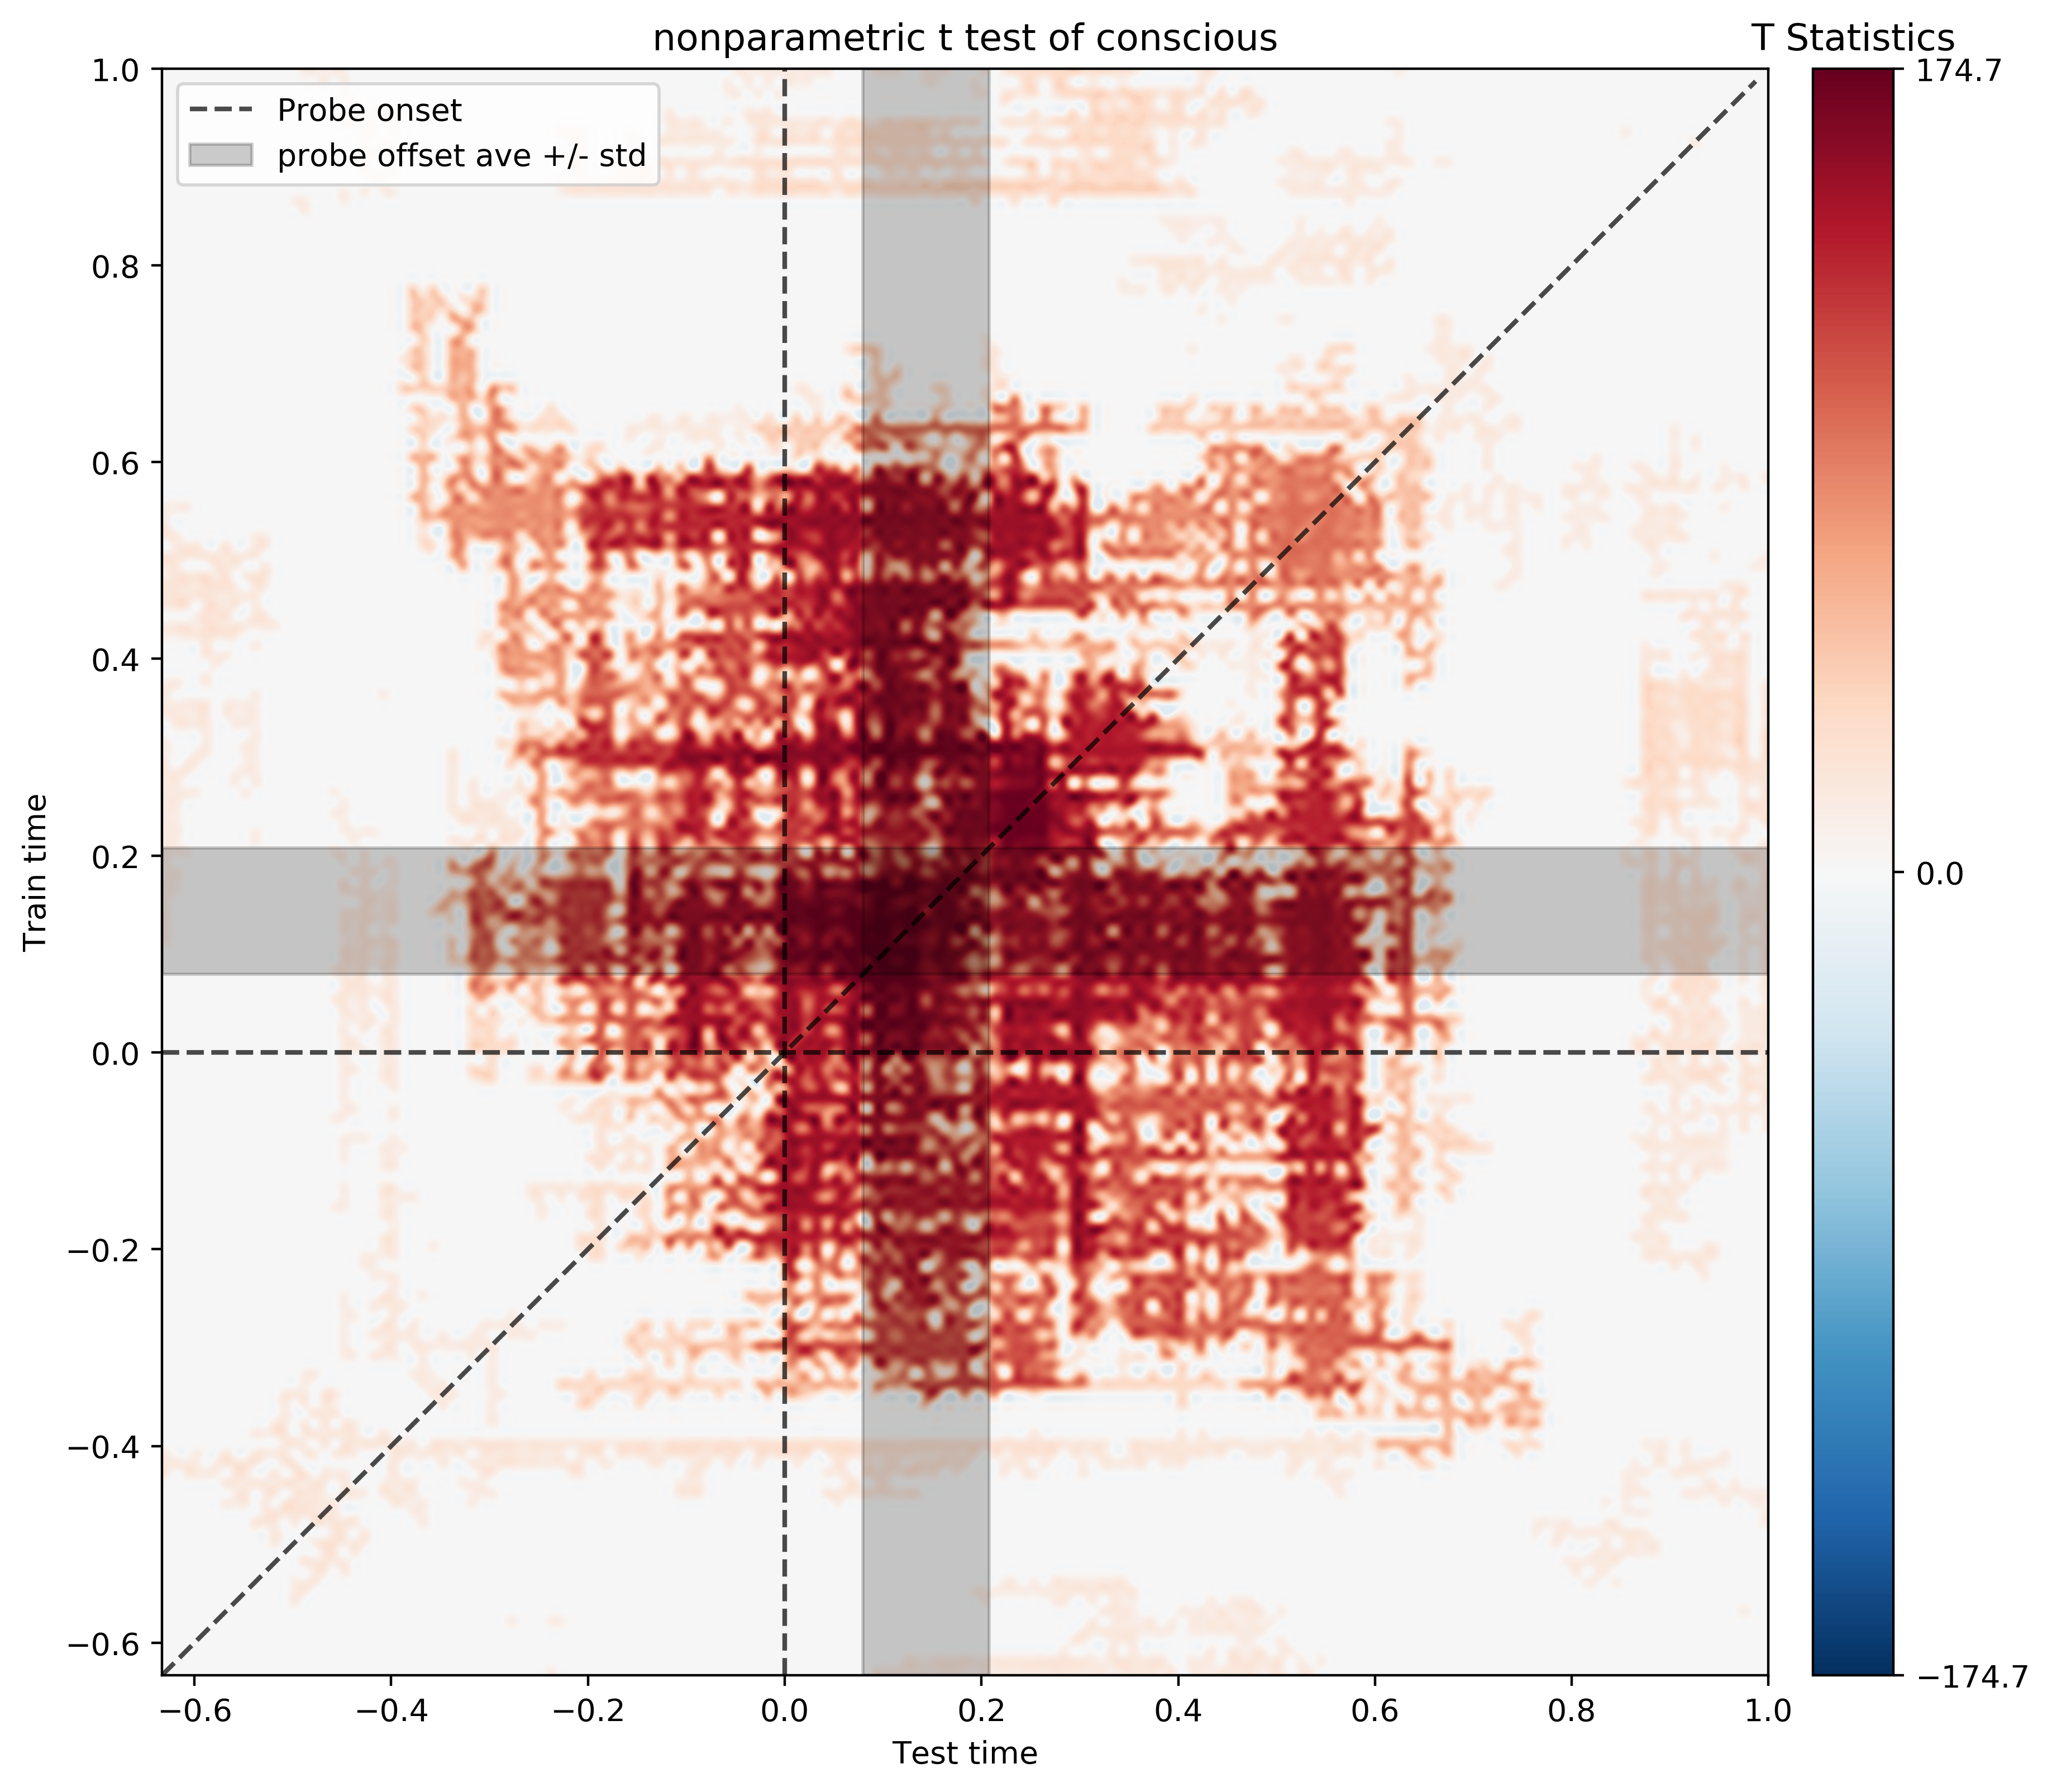 nonparametric t test of conscious
T Statistics
Probe onset
probe offset ave +/- std
1.0
0.8
0.6
0.4
0.2
0.0
−0.2
−0.4
−0.6
Train time
−0.6 −0.4 −0.2 0.0 0.2 0.4 0.6 0.8 1.0
Test time
174.7
0.0
−174.7